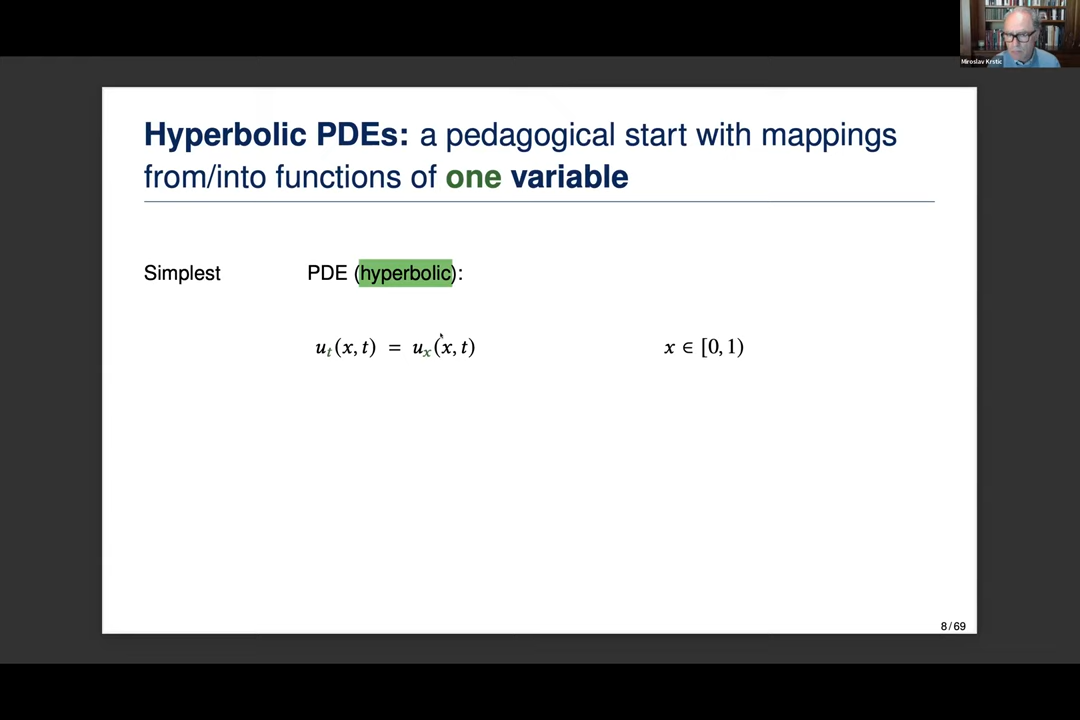 Miroslav Krstic
Hyperbolic PDEs: a pedagogical start with mappings
from/into functions of one variable
Simplest PDE (hyperbolic):
u_t(x, t) = u_x(x, t) x ∈ [0, 1)
8/69